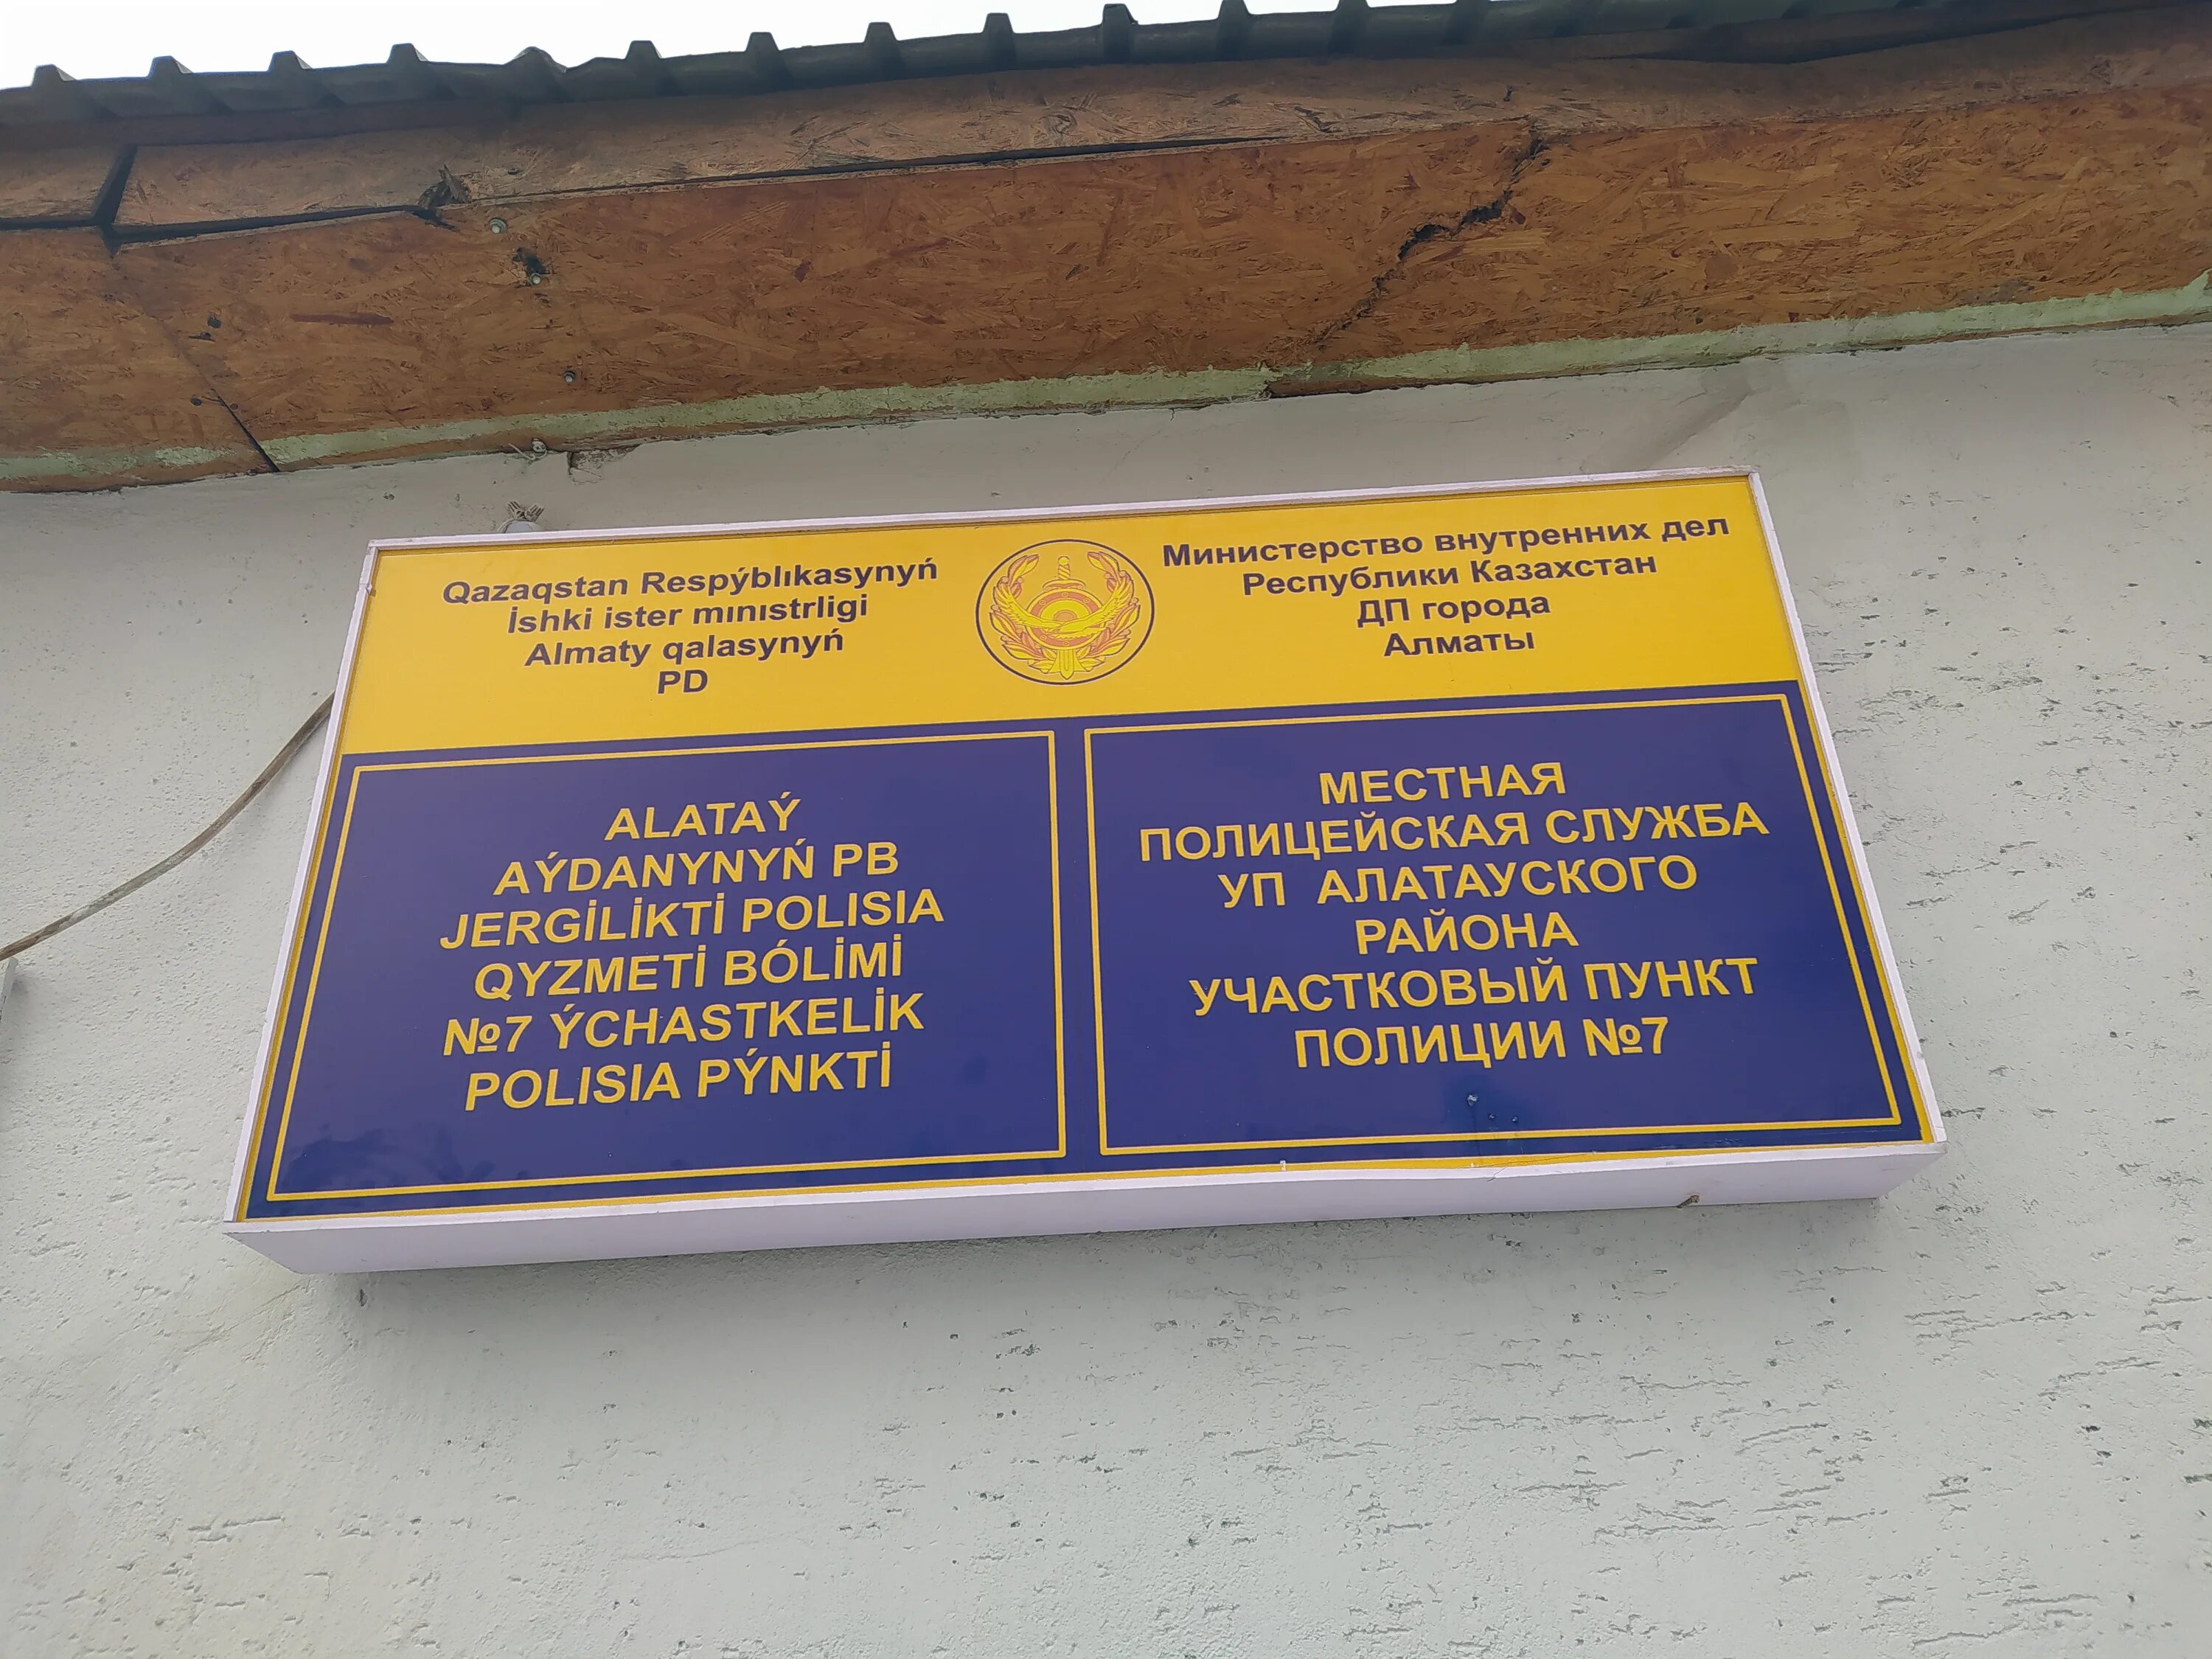 Qazaqstan Respýblıkasynyń
İshki ister mınıstrligi
Almaty qalasynyń
PD
Министерство внутренних дел
Республики Казахстан
ДП города
Алматы
ALATAÝ
AÝDANYNYŃ PB
JERGİLİKTİ POLISIA
QYZMETİ BÓLİMİ
№7 ÝCHASTKELİK
POLISIA PÝNKTİ
МЕСТНАЯ
ПОЛИЦЕЙСКАЯ СЛУЖБА
УП АЛАТАУСКОГО
РАЙОНА
УЧАСТКОВЫЙ ПУНКТ
ПОЛИЦИИ №7